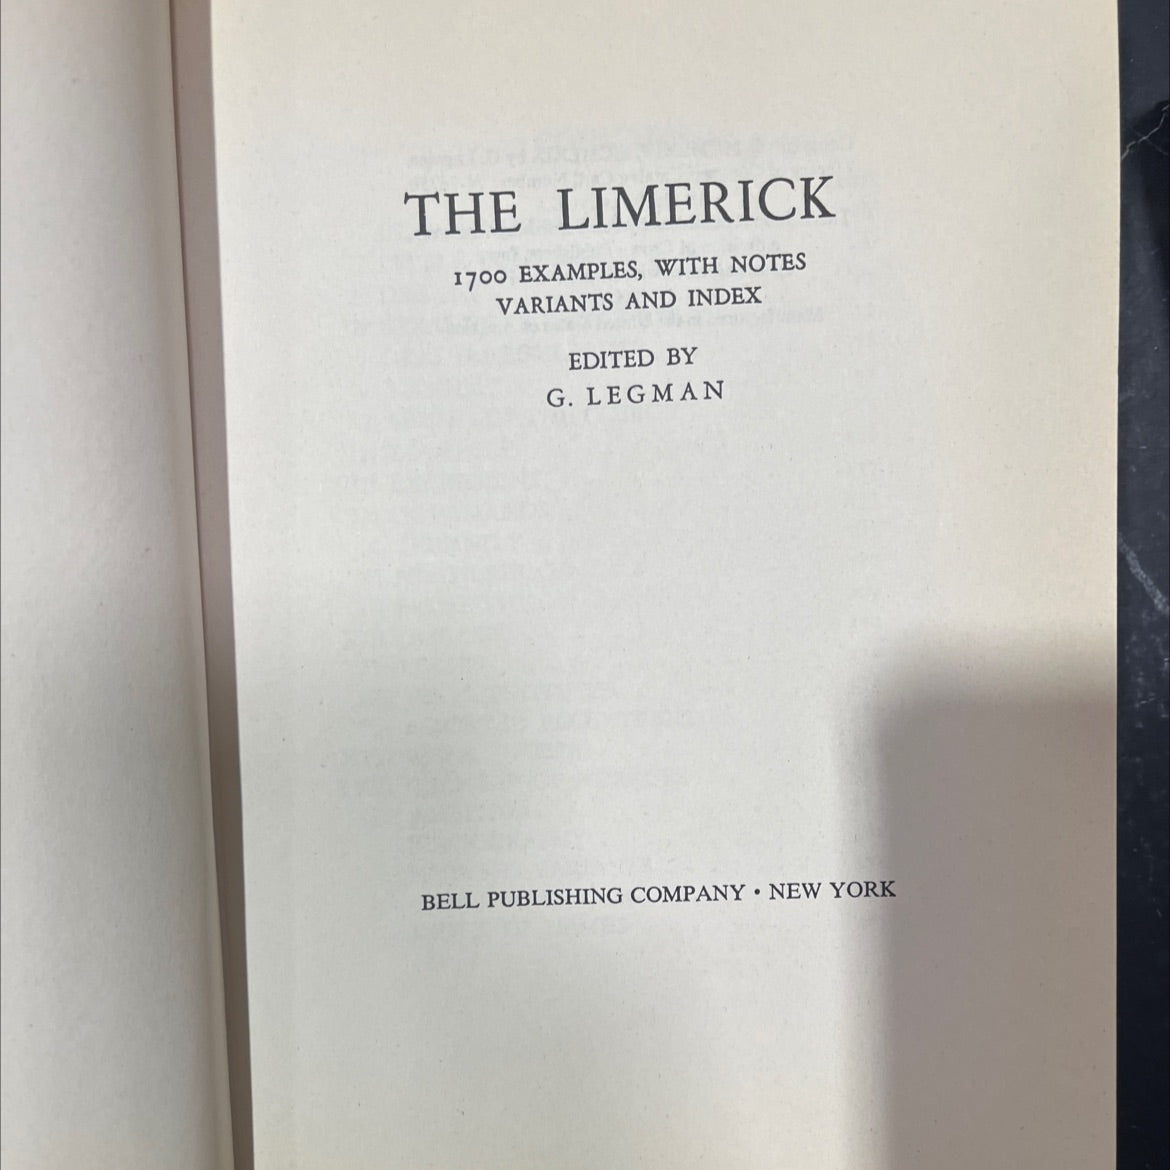 THE LIMERICK
1700 EXAMPLES, WITH NOTES
VARIANTS AND INDEX
EDITED BY
G. LEGMAN
BELL PUBLISHING COMPANY • NEW YORK